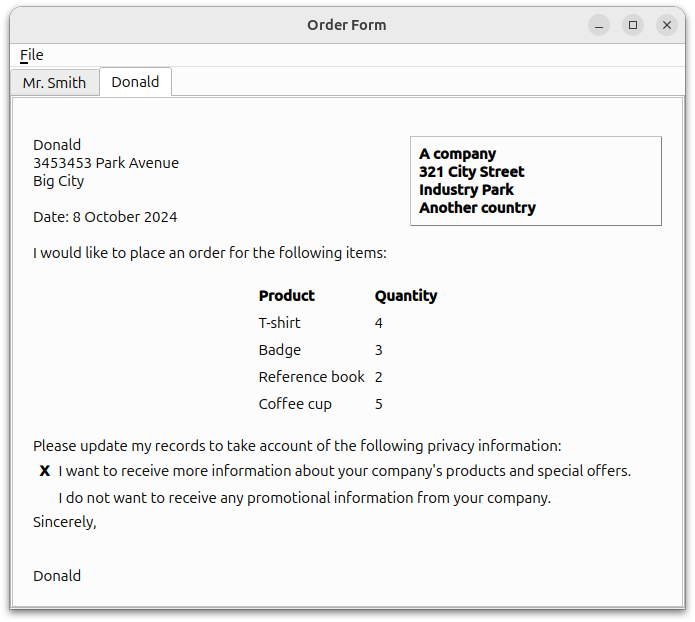 Order Form
File
Mr. Smith Donald
Donald
3453453 Park Avenue
Big City
Date: 8 October 2024
A company
321 City Street
Industry Park
Another country
I would like to place an order for the following items:
Product Quantity
T-shirt 4
Badge 3
Reference book 2
Coffee cup 5
Please update my records to take account of the following privacy information:
X I want to receive more information about your company's products and special offers.
I do not want to receive any promotional information from your company.
Sincerely,
Donald